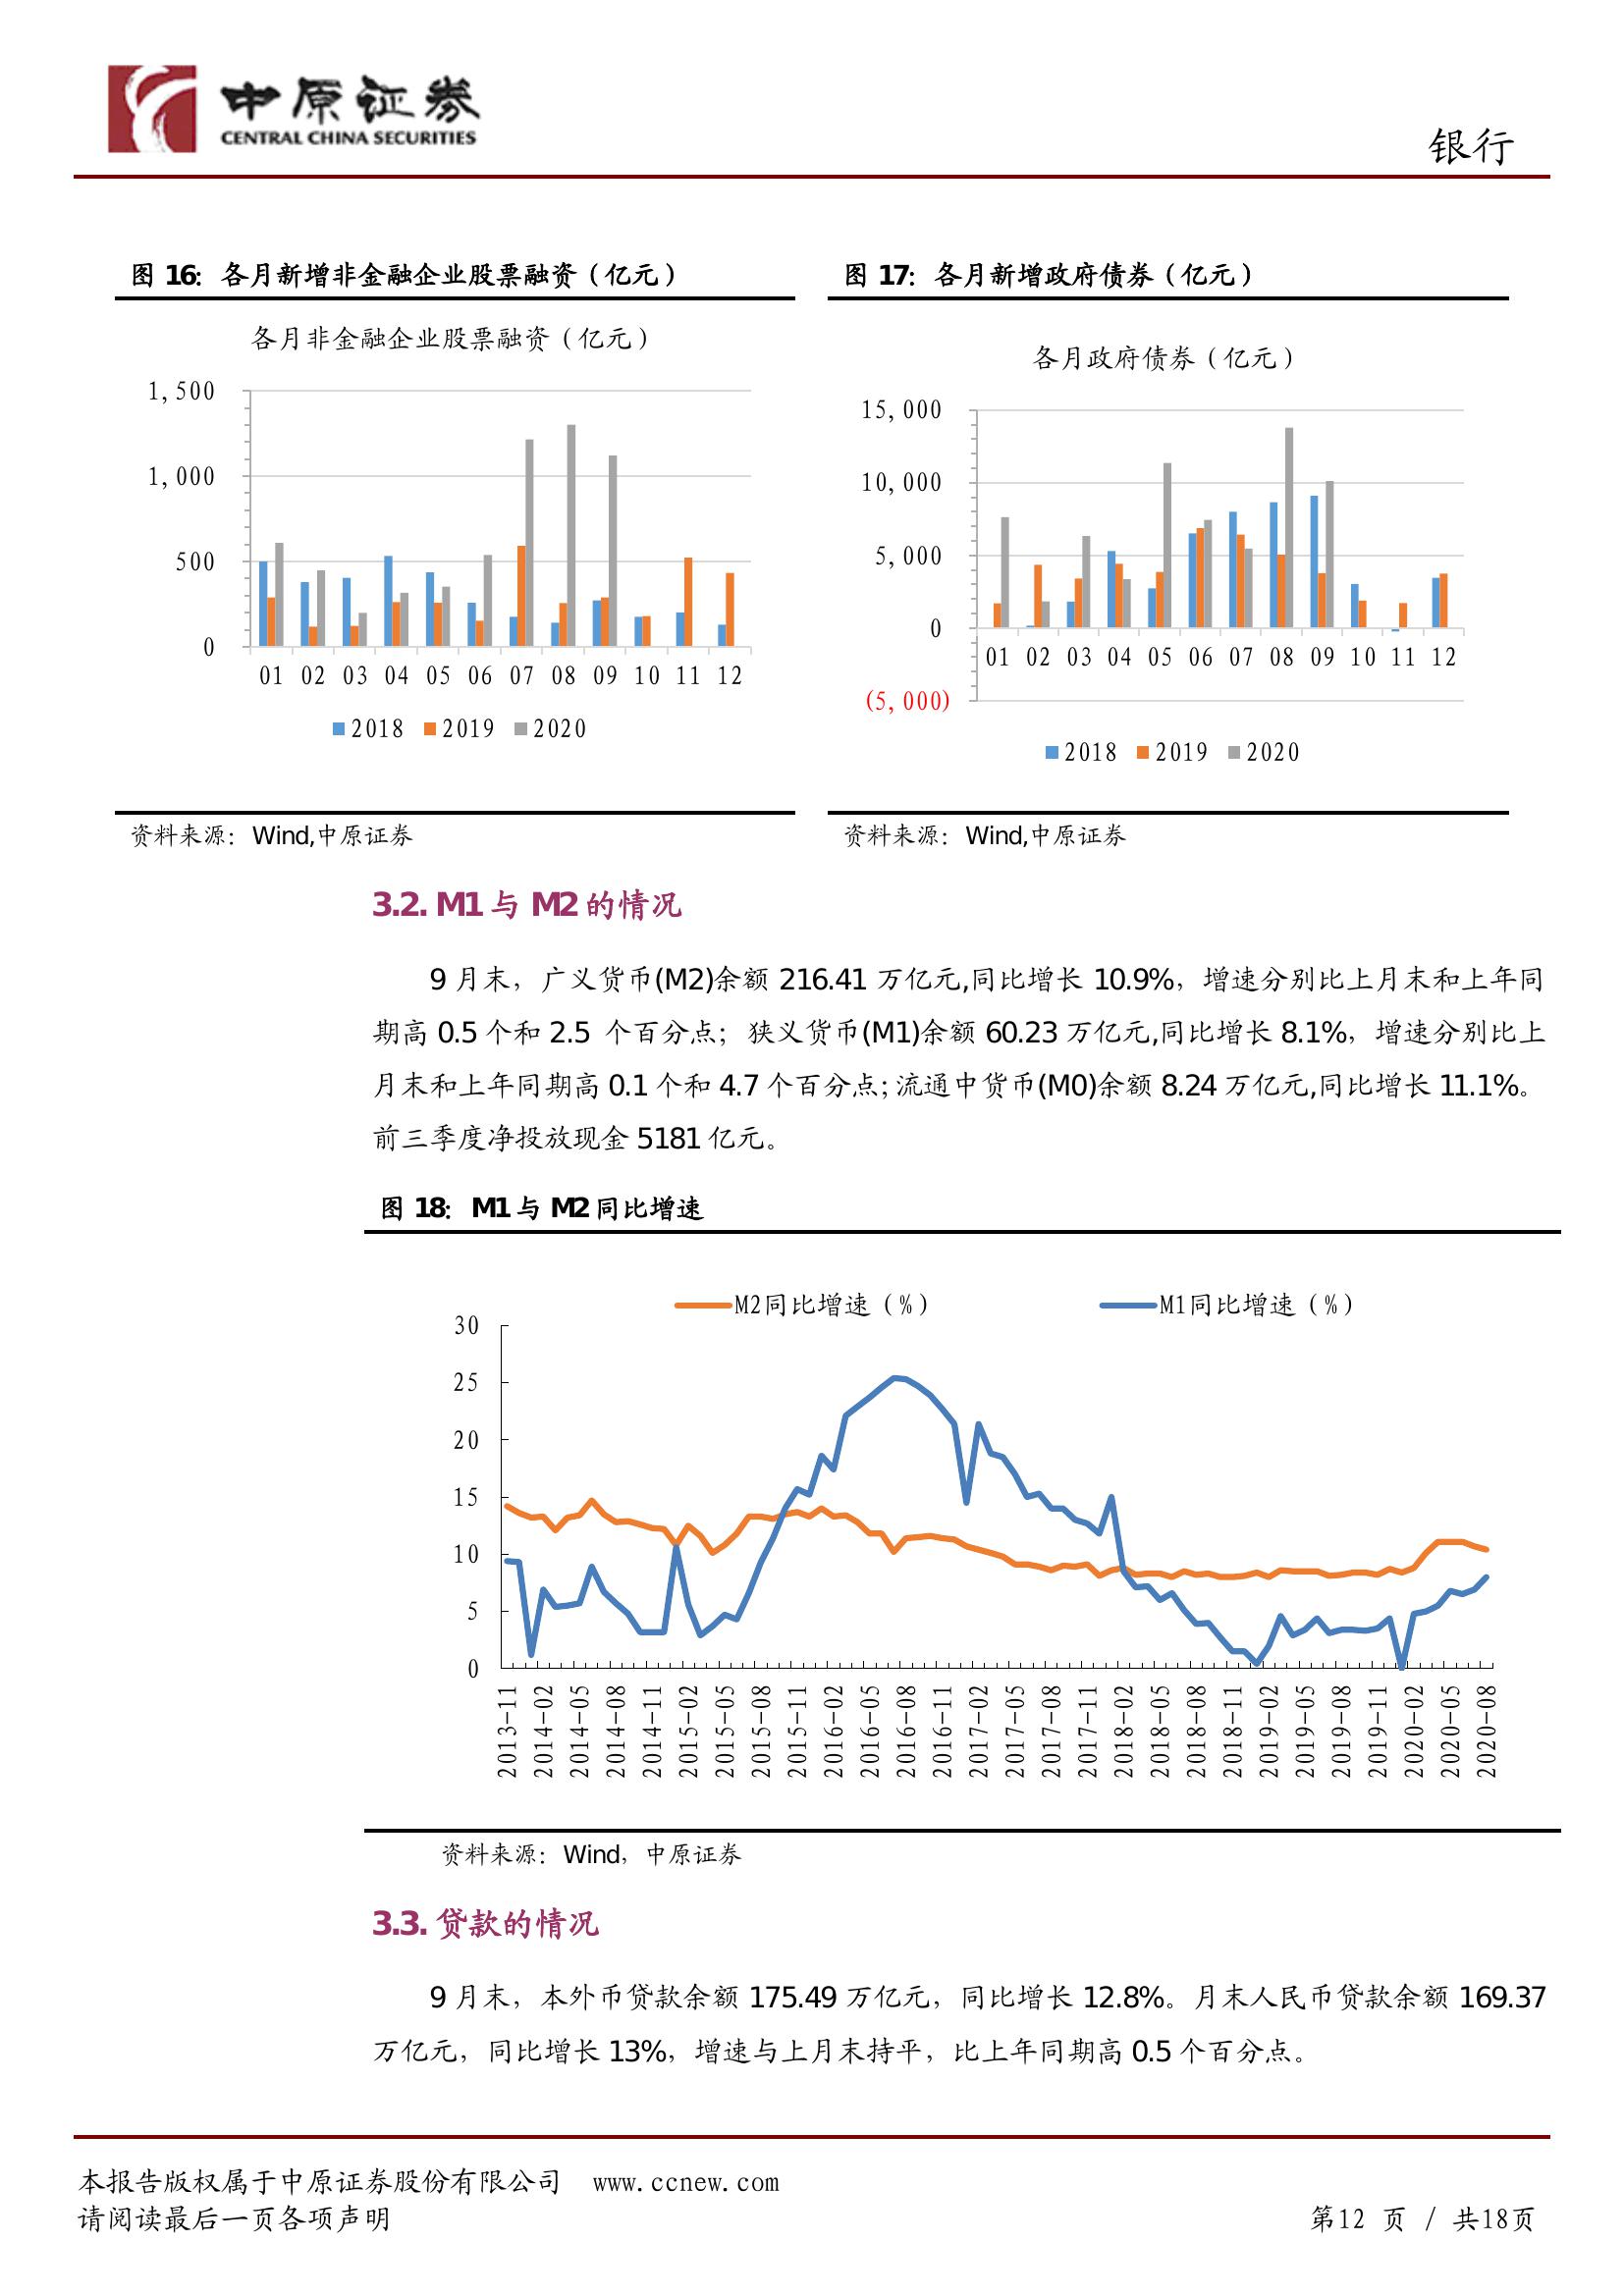 中原证券
CENTRAL CHINA SECURITIES
银行
图 16：各月新增非金融企业股票融资（亿元）
各月非金融企业股票融资（亿元）
1,500
1,000
500
0
01 02 03 04 05 06 07 08 09 10 11 12
2018 2019 2020
资料来源：Wind,中原证券
图 17：各月新增政府债券（亿元）
各月政府债券（亿元）
15,000
10,000
5,000
0
(5,000)
01 02 03 04 05 06 07 08 09 10 11 12
2018 2019 2020
资料来源：Wind,中原证券
3.2. M1 与 M2 的情况
9 月末，广义货币(M2)余额 216.41 万亿元,同比增长 10.9%，增速分别比上月末和上年同
期高 0.5 个和 2.5 个百分点；狭义货币(M1)余额 60.23 万亿元,同比增长 8.1%，增速分别比上
月末和上年同期高 0.1 个和 4.7 个百分点；流通中货币(M0)余额 8.24 万亿元,同比增长 11.1%。
前三季度净投放现金 5181 亿元。
图 18：M1 与 M2 同比增速
M2同比增速（%） M1同比增速（%）
30
25
20
15
10
5
0
2013-11 2014-02 2014-05 2014-08 2014-11 2015-02 2015-05 2015-08 2015-11 2016-02 2016-05 2016-08 2016-11 2017-02 2017-05 2017-08 2017-11 2018-02 2018-05 2018-08 2018-11 2019-02 2019-05 2019-08 2019-11 2020-02 2020-05 2020-08
资料来源：Wind，中原证券
3.3. 贷款的情况
9 月末，本外币贷款余额 175.49 万亿元，同比增长 12.8%。月末人民币贷款余额 169.37
万亿元，同比增长 13%，增速与上月末持平，比上年同期高 0.5 个百分点。
本报告版权属于中原证券股份有限公司 www.ccnew.com
请阅读最后一页各项声明
第12 页 / 共18页